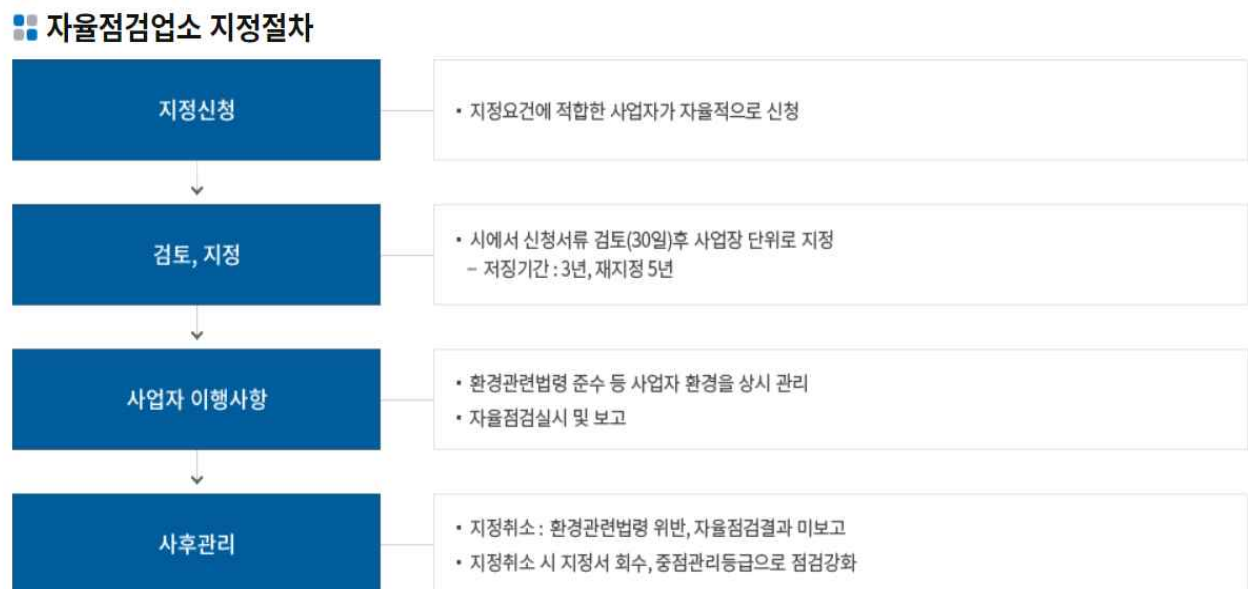 자율점검업소 지정절차
지정신청
• 지정요건에 적합한 사업자가 자율적으로 신청
검토, 지정
• 시에서 신청서류 검토(30일)후 사업장 단위로 지정
– 저징기간 : 3년, 재지정 5년
사업자 이행사항
• 환경관련법령 준수 등 사업자 환경을 상시 관리
• 자율점검실시 및 보고
사후관리
• 지정취소 : 환경관련법령 위반, 자율점검결과 미보고
• 지정취소 시 지정서 회수, 중점관리등급으로 점검강화